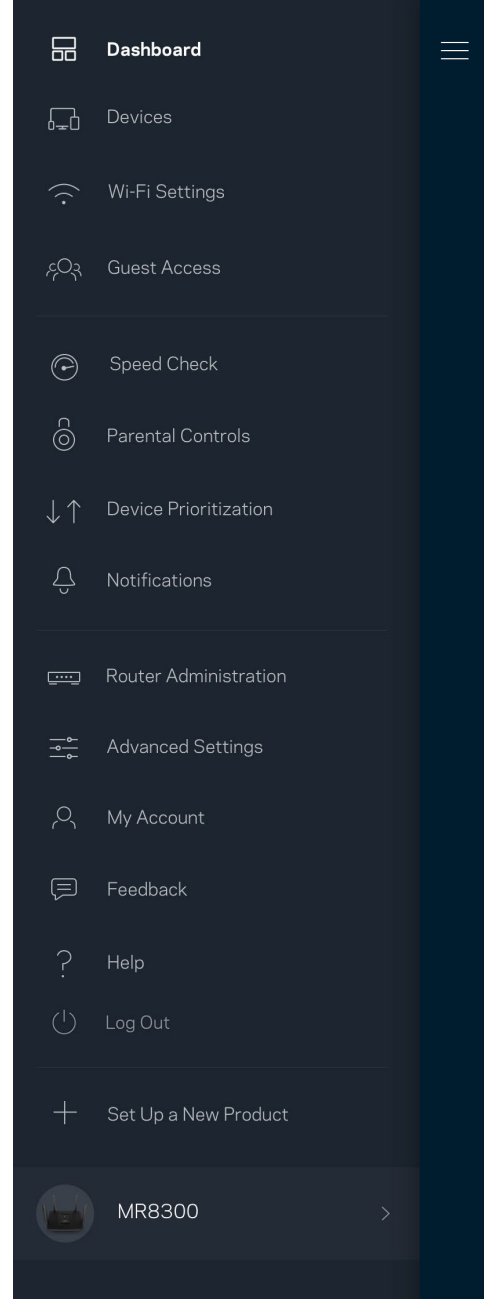 Dashboard
Devices
Wi-Fi Settings
Guest Access
Speed Check
Parental Controls
Device Prioritization
Notifications
Router Administration
Advanced Settings
My Account
Feedback
Help
Log Out
Set Up a New Product
MR8300